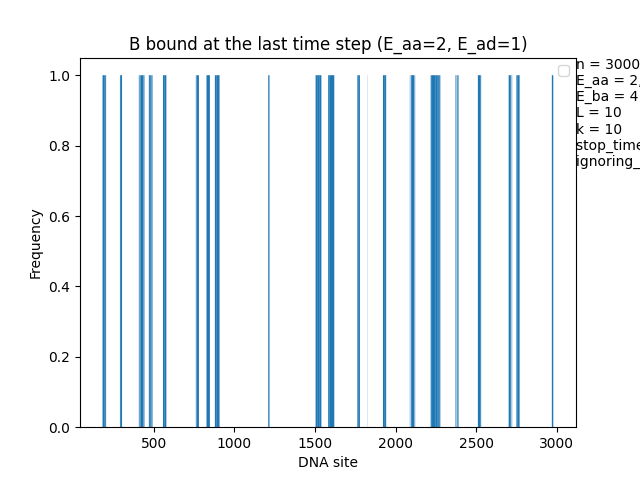 B bound at the last time step (E_aa=2, E_ad=1)
n = 3000
E_aa = 2,
E_ba = 4
L = 10
k = 10
stop_time
ignoring_
1.0
0.8
0.6
0.4
0.2
0.0
Frequency
500 1000 1500 2000 2500 3000
DNA site